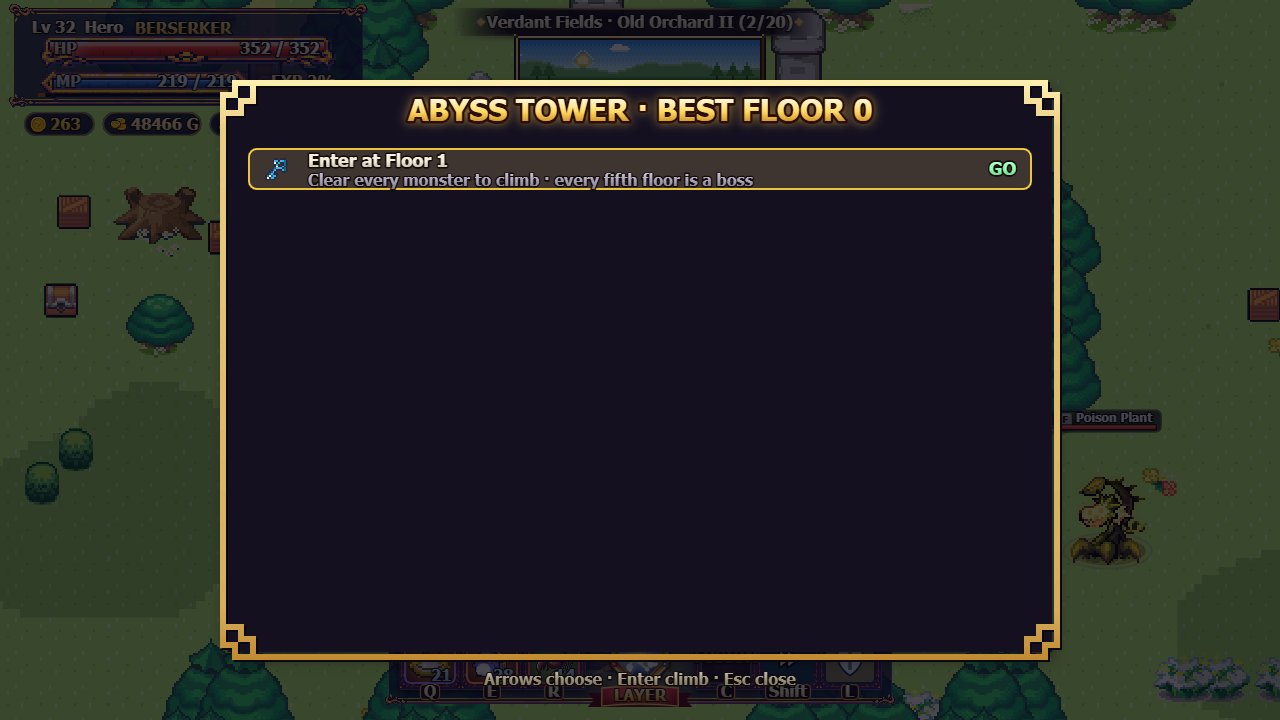 Lv 32 Hero BERSERKER
HP 352 / 352
MP 219 / 219
263 48466 G
Verdant Fields · Old Orchard II (2/20)
ABYSS TOWER · BEST FLOOR 0
Enter at Floor 1
Clear every monster to climb · every fifth floor is a boss
GO
F Poison Plant
21
Arrows choose · Enter climb · Esc close
Q E R C Shift L
LAYER